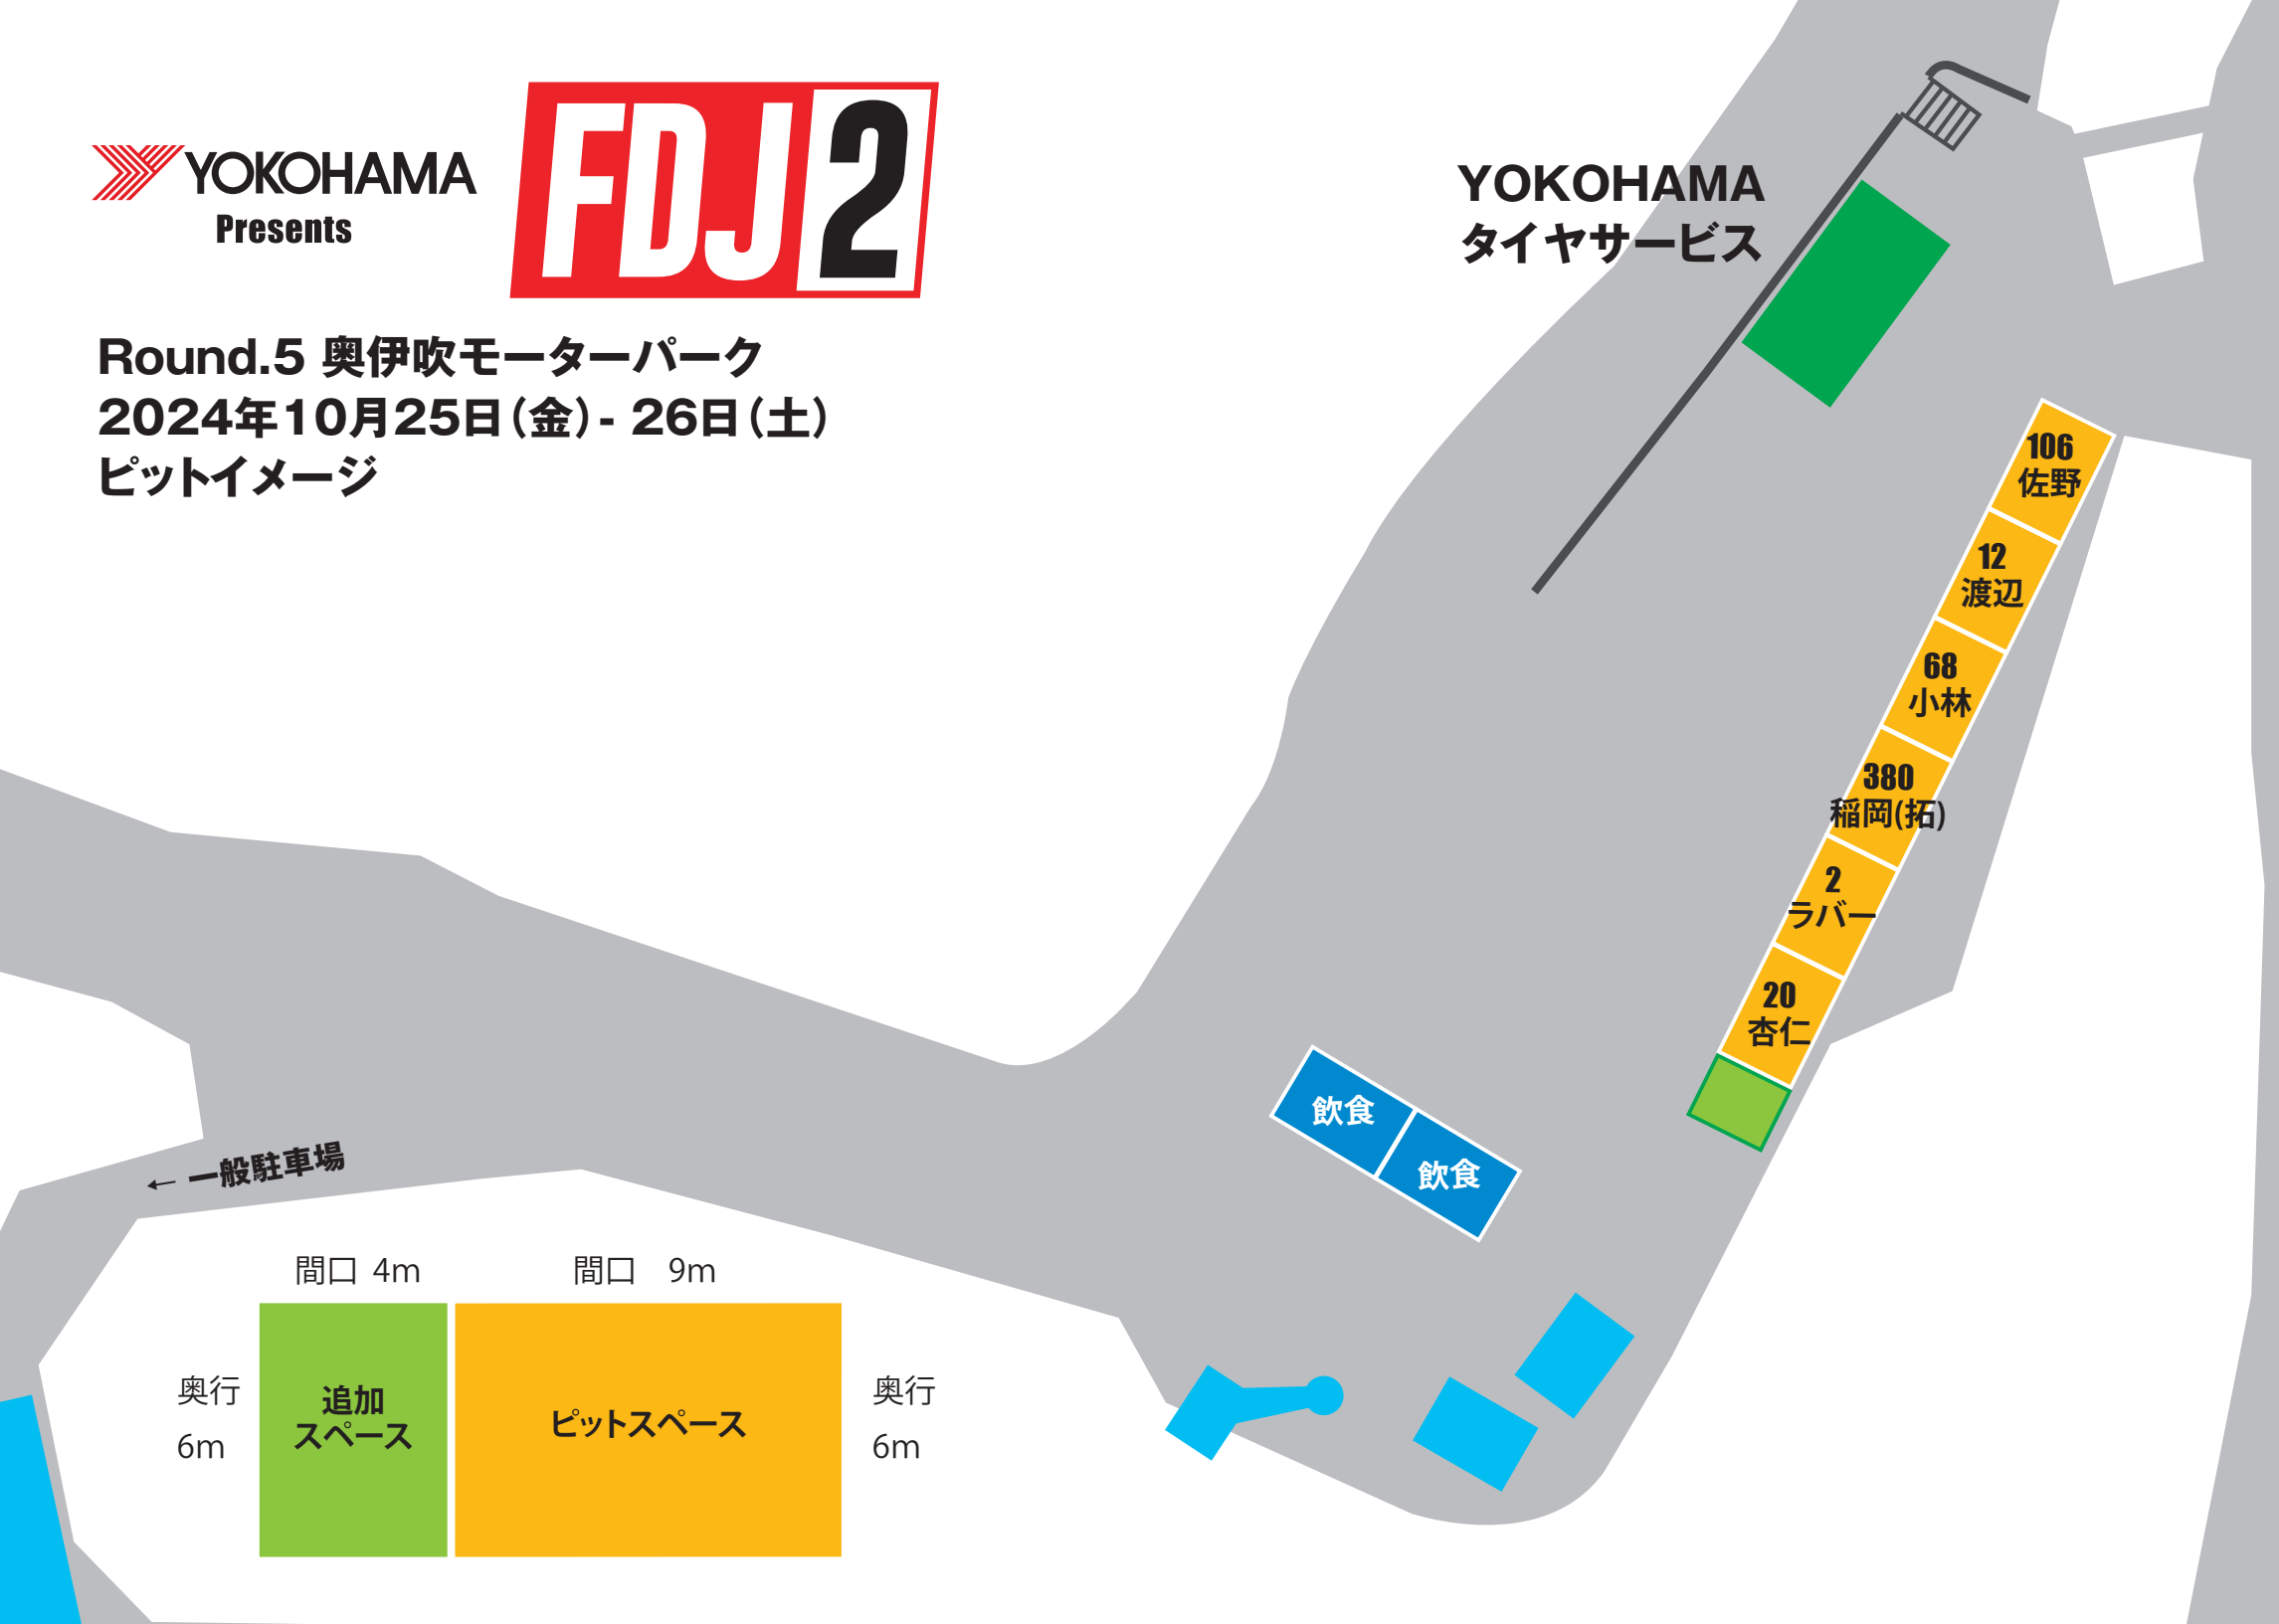 YOKOHAMA
Presents
FDJ2
Round.5 奥伊吹モーターパーク
2024年10月25日（金）- 26日（土）
ピットイメージ
YOKOHAMA
タイヤサービス
106
佐野
12
渡辺
68
小林
380
稲岡(拓)
2
ラバー
20
杏仁
飲食
飲食
← 一般駐車場
間口 4m
間口 9m
奥行
6m
追加
スペース
ピットスペース
奥行
6m